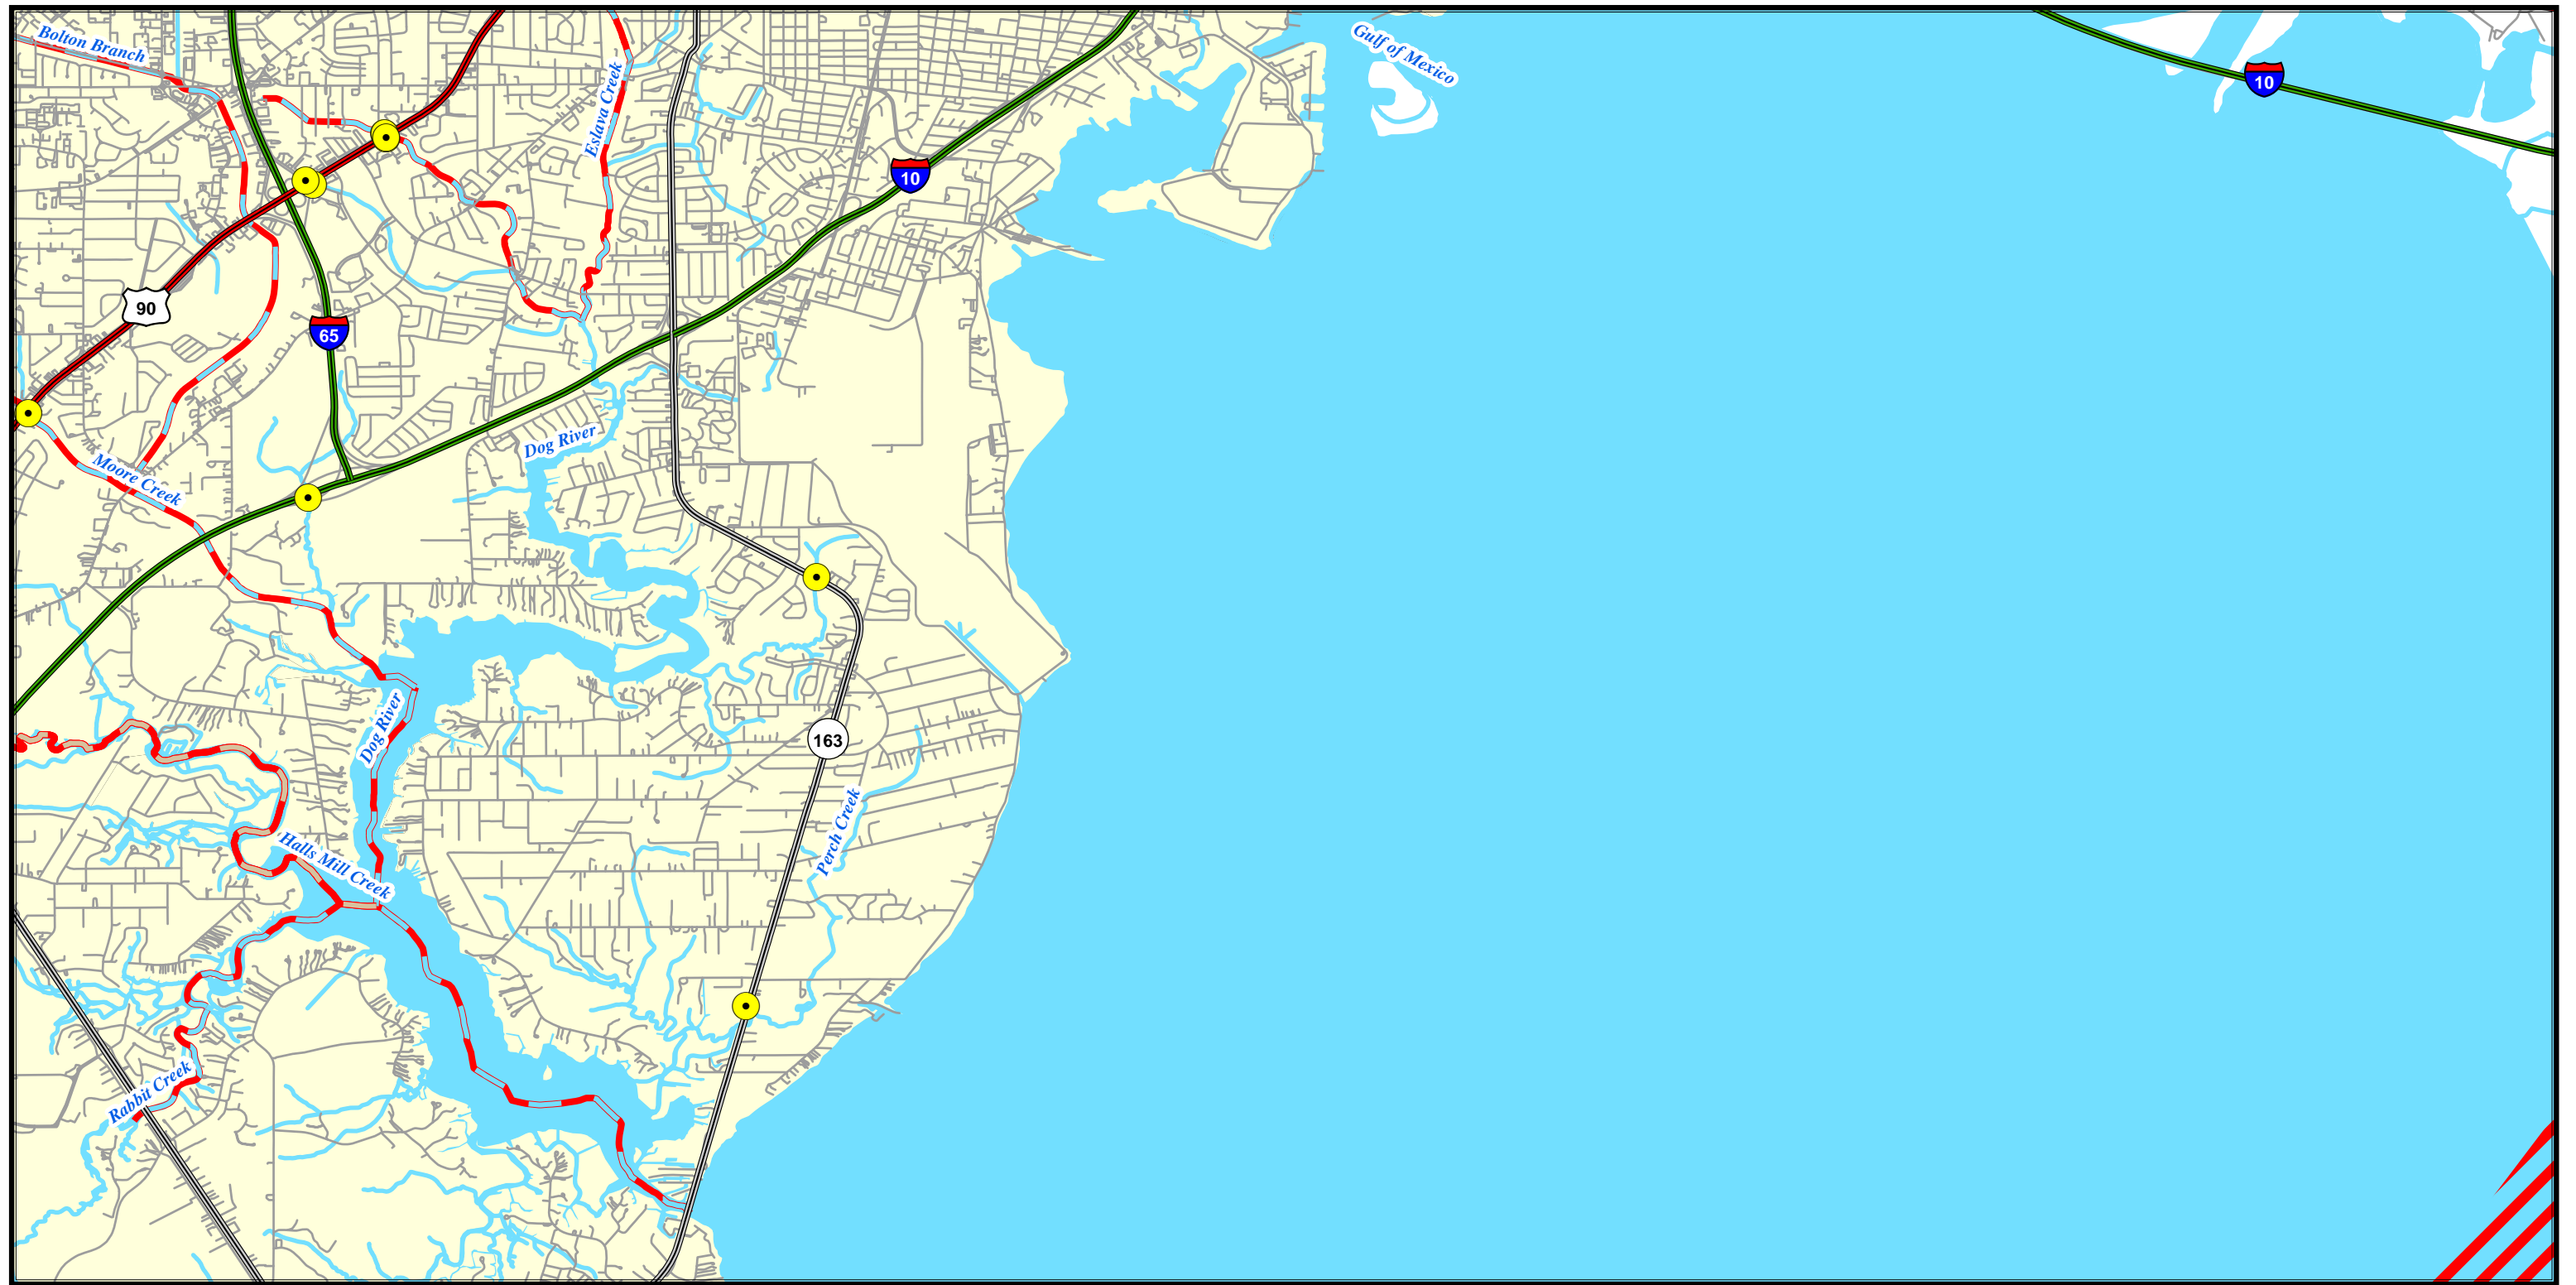 Bolton Branch
Gulf of Mexico
10
Eslava Creek
10
90
65
Dog River
Moore Creek
Dog River
163
Perch Creek
Halls Mill Creek
Rabbit Creek